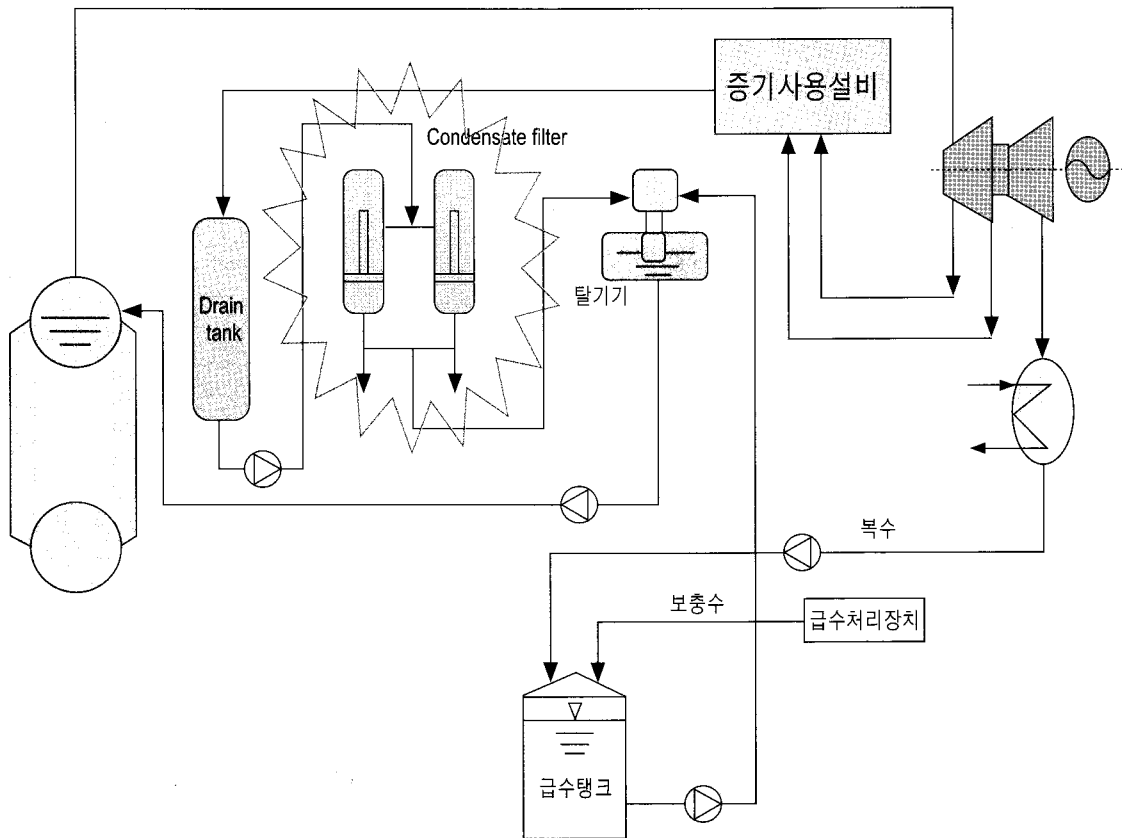 증기사용설비
Condensate filter
Drain
tank
탈기기
복수
보충수
급수처리장치
급수탱크